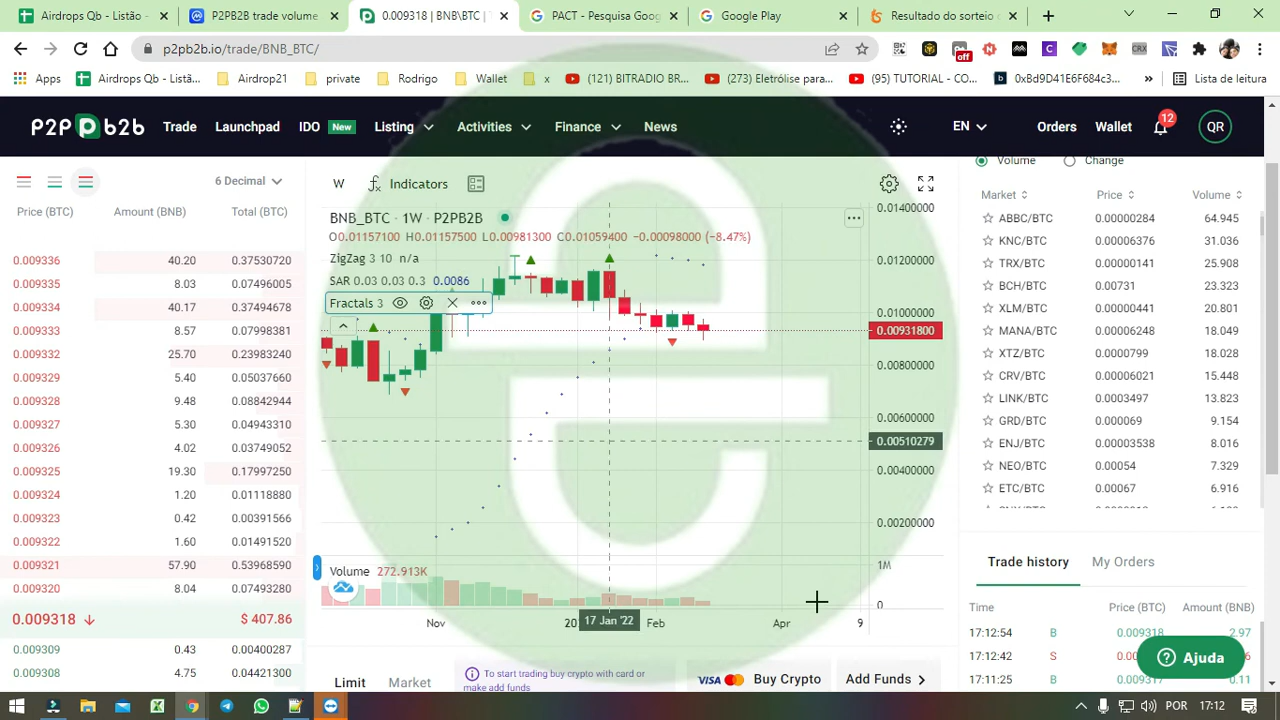 Airdrops Qb - Listão
P2PB2B trade volume
0.009318 | BNB\BTC |
PACT - Pesquisa Goog
Google Play
Resultado do sorteio
p2pb2b.io/trade/BNB_BTC/
off
CRX
Apps
Airdrops Qb - Listã...
Airdrop21
private
Rodrigo
Wallet
x
(121) BITRADIO BR...
(273) Eletrólise para...
(95) TUTORIAL - CO...
0xBd9D41E6F684c3...
»
Lista de leitura
P2PB2B
Trade
Launchpad
IDO New
Listing
Activities
Finance
News
EN
Orders
Wallet
12
QR
6 Decimal
Price (BTC) Amount (BNB) Total (BTC)
0.009336 40.20 0.37530720
0.009335 8.03 0.07496005
0.009334 40.17 0.37494678
0.009333 8.57 0.07998381
0.009332 25.70 0.23983240
0.009329 5.40 0.05037660
0.009328 9.48 0.08842944
0.009327 5.30 0.04943310
0.009326 4.02 0.03749052
0.009325 19.30 0.17997250
0.009324 1.20 0.01118880
0.009323 0.42 0.00391566
0.009322 1.60 0.01491520
0.009321 57.90 0.53968590
0.009320 8.04 0.07493280
0.009318 $ 407.86
0.009309 0.43 0.00400287
0.009308 4.75 0.04421300
W
Indicators
BNB_BTC · 1W · P2PB2B
O0.01157100 H0.01157500 L0.00981300 C0.01059400 −0.00098000 (−8.47%)
ZigZag 3 10 n/a
SAR 0.03 0.03 0.3 0.0086
Fractals 3
0.01400000
0.01200000
0.01000000
0.00931800
0.00800000
0.00600000
0.00510279
0.00400000
0.00200000
Volume 272.913K
1M
0
Nov
20
17 Jan '22
Feb
Apr
9
Limit
Market
To start trading buy crypto with card or
make add funds
VISA
Buy Crypto
Add Funds
Volume
Change
Market Price Volume
ABBC/BTC 0.00000284 64.945
KNC/BTC 0.00006376 31.036
TRX/BTC 0.00000141 25.908
BCH/BTC 0.00731 23.323
XLM/BTC 0.00000441 20.801
MANA/BTC 0.00006248 18.049
XTZ/BTC 0.0000799 18.028
CRV/BTC 0.00006021 15.448
LINK/BTC 0.0003497 13.823
GRD/BTC 0.000069 9.154
ENJ/BTC 0.00003538 8.016
NEO/BTC 0.00054 7.329
ETC/BTC 0.00067 6.916
Trade history
My Orders
Time Price (BTC) Amount (BNB)
17:12:54 B 0.009318 2.97
17:12:42 S
17:11:25 B 0.009317 0.11
Ajuda
POR
17:12